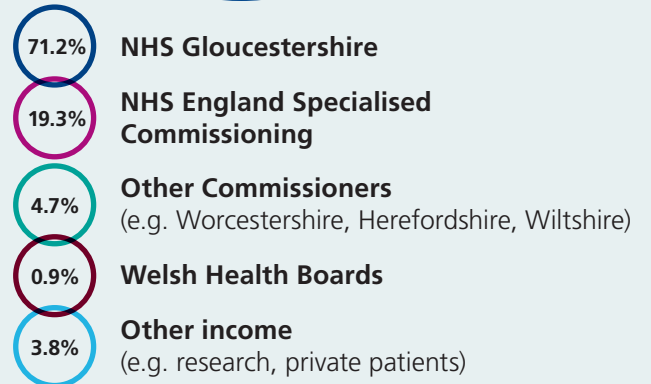 71.2% NHS Gloucestershire
NHS England Specialised
19.3%
Commissioning
Other Commissioners
4.7%
(e.g. Worcestershire, Herefordshire, Wiltshire)
0.9% Welsh Health Boards
Other income
3.8%
(e.g. research, private patients)